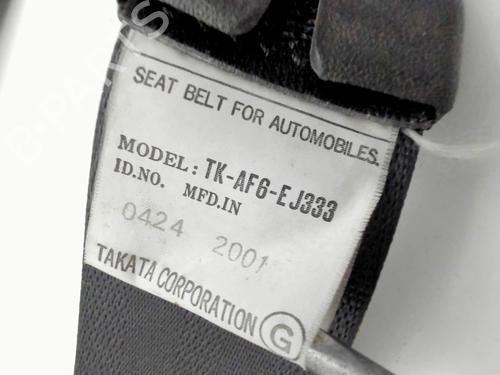 SEAT BELT FOR AUTOMOBILES.
MODEL: TK-AF6-EJ333
ID.NO. MFD.IN
0424 2001
TAKATA CORPORATION G